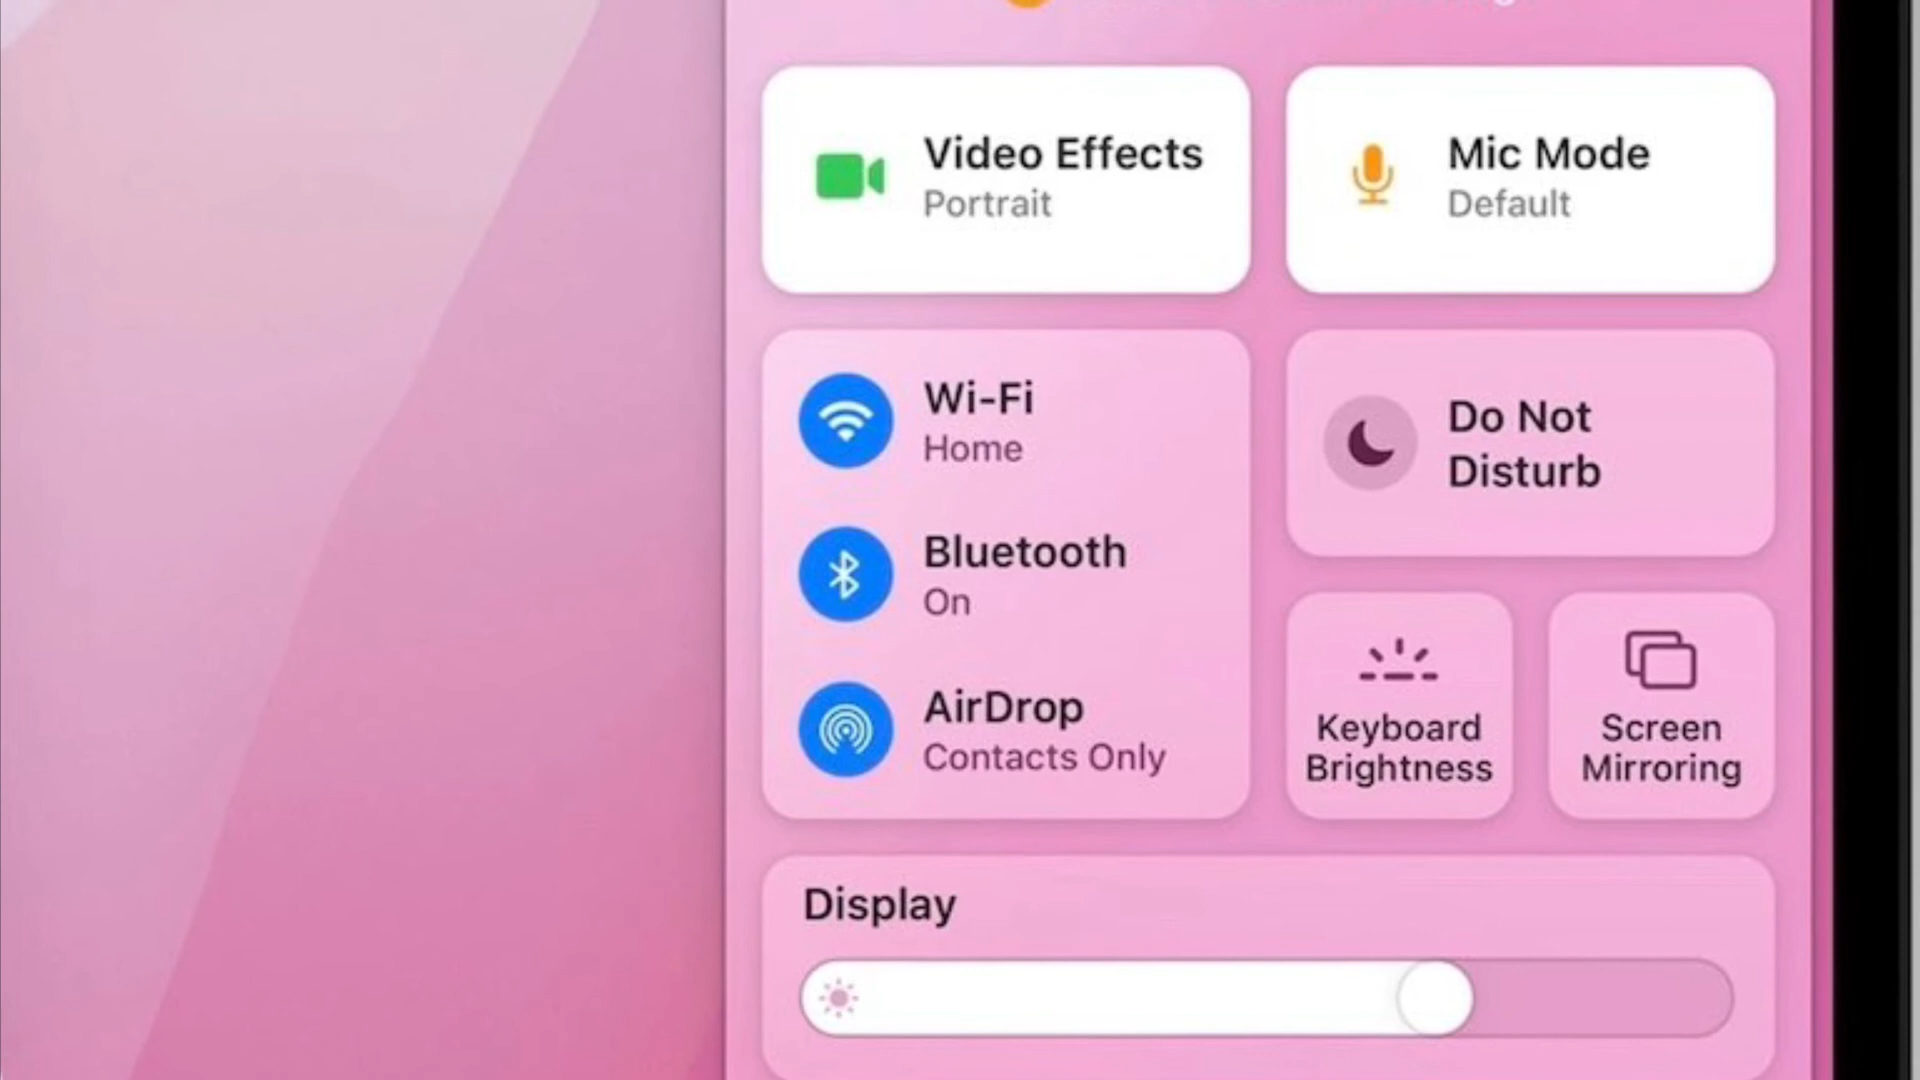 Video Effects
Portrait
Mic Mode
Default
Wi-Fi
Home
Bluetooth
On
AirDrop
Contacts Only
Do Not
Disturb
Keyboard
Brightness
Screen
Mirroring
Display